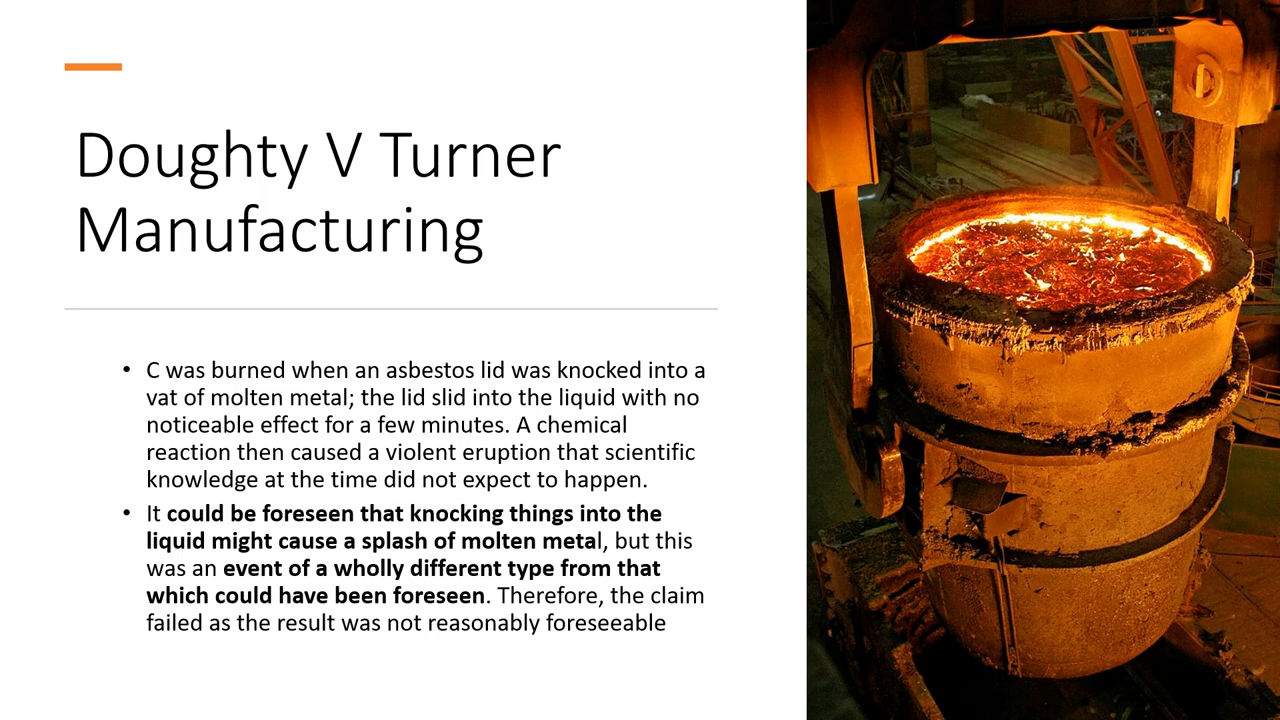 Doughty V Turner
Manufacturing
• C was burned when an asbestos lid was knocked into a
vat of molten metal; the lid slid into the liquid with no
noticeable effect for a few minutes. A chemical
reaction then caused a violent eruption that scientific
knowledge at the time did not expect to happen.
• It could be foreseen that knocking things into the
liquid might cause a splash of molten metal, but this
was an event of a wholly different type from that
which could have been foreseen. Therefore, the claim
failed as the result was not reasonably foreseeable